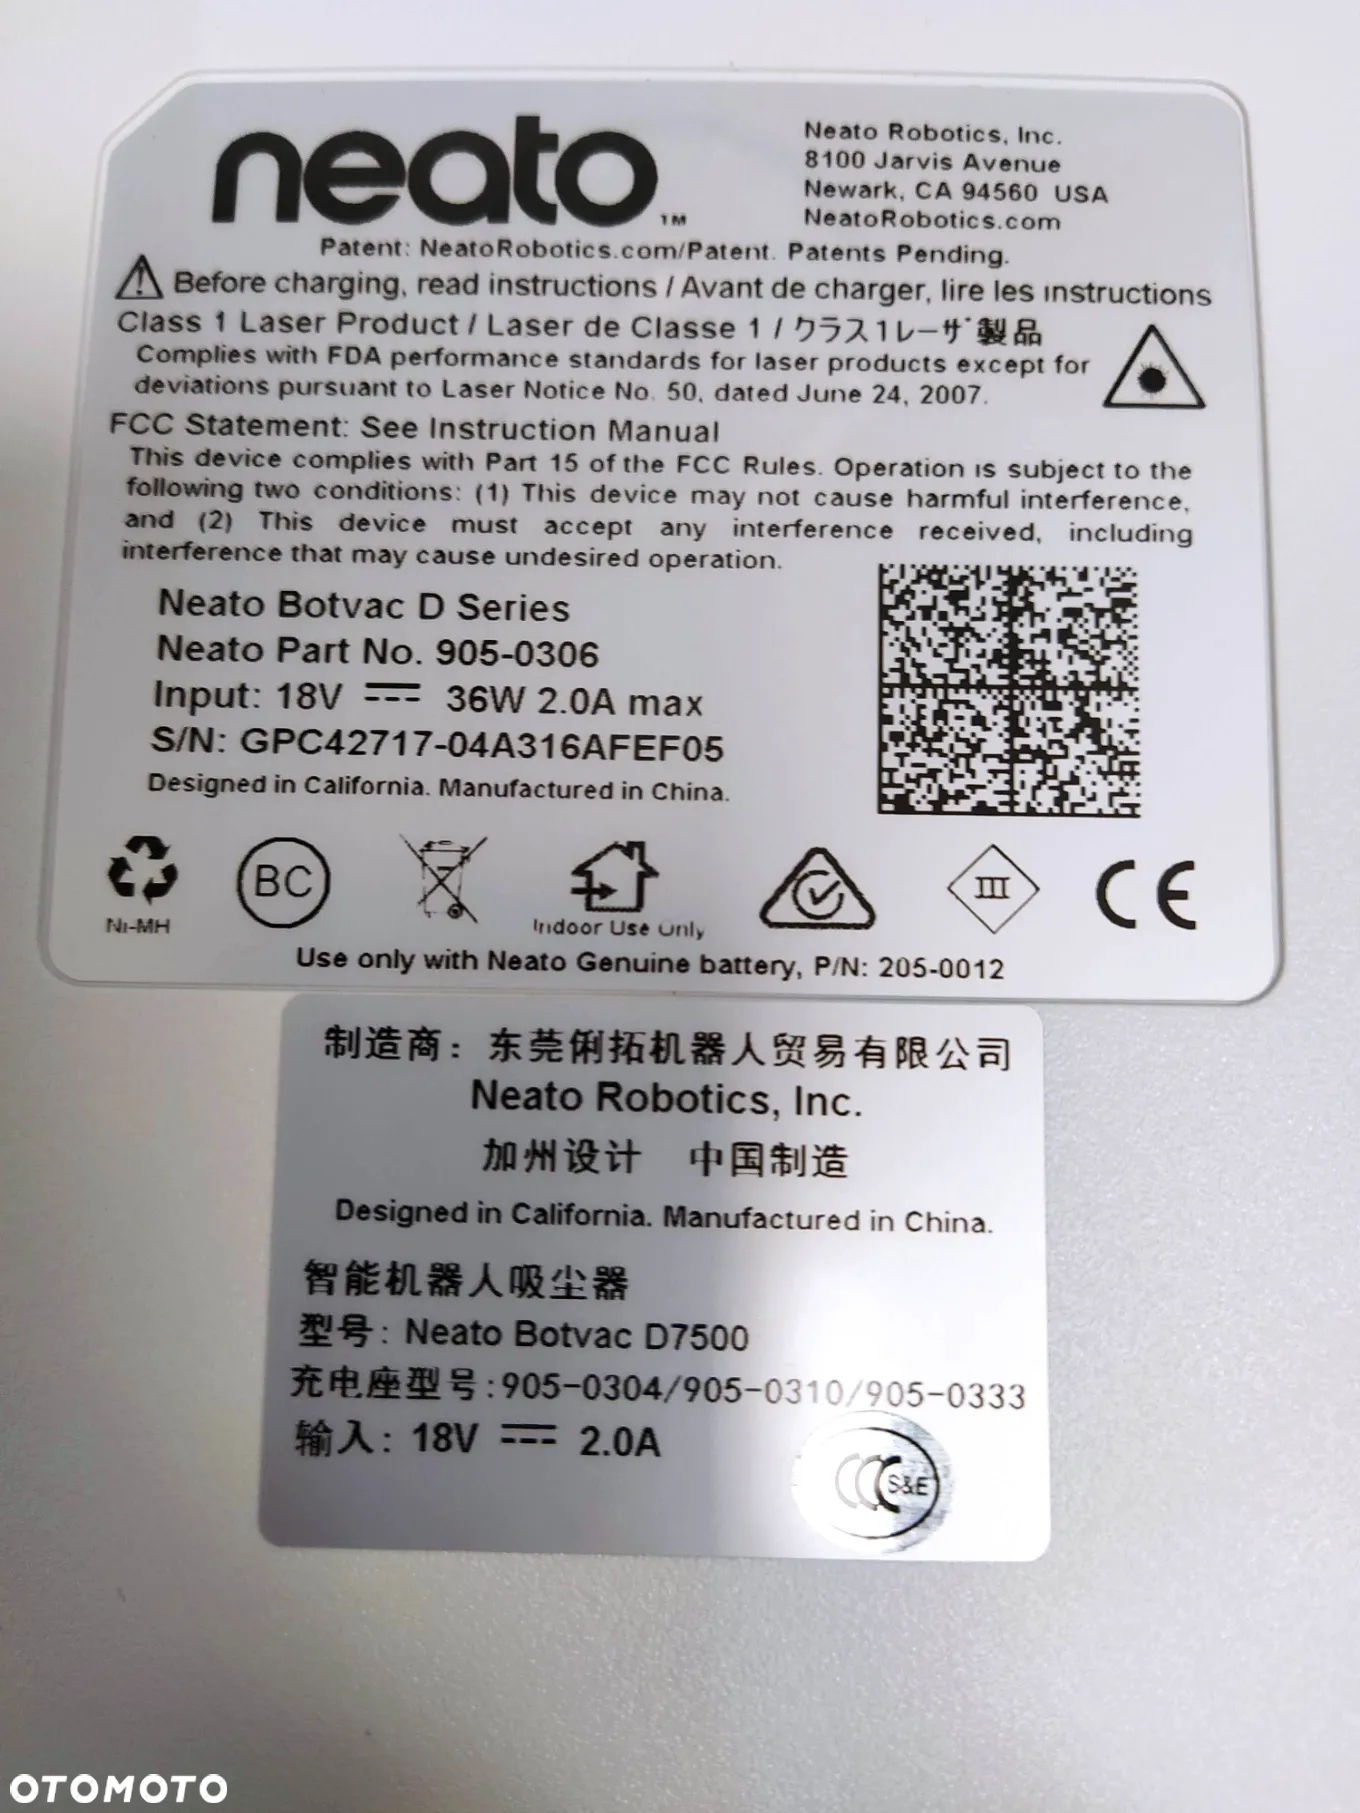 neato™
Neato Robotics, Inc.
8100 Jarvis Avenue
Newark, CA 94560 USA
NeatoRobotics.com
Patent: NeatoRobotics.com/Patent. Patents Pending.
Before charging, read instructions / Avant de charger, lire les instructions
Class 1 Laser Product / Laser de Classe 1 / クラス1レーザ製品
Complies with FDA performance standards for laser products except for
deviations pursuant to Laser Notice No. 50, dated June 24, 2007.
FCC Statement: See Instruction Manual
This device complies with Part 15 of the FCC Rules. Operation is subject to the
following two conditions: (1) This device may not cause harmful interference,
and (2) This device must accept any interference received, including
interference that may cause undesired operation.
Neato Botvac D Series
Neato Part No. 905-0306
Input: 18V ⎓ 36W 2.0A max
S/N: GPC42717-04A316AFEF05
Designed in California. Manufactured in China.
BC
III
CE
Ni-MH
Indoor Use Only
Use only with Neato Genuine battery, P/N: 205-0012
制造商: 东莞俐拓机器人贸易有限公司
Neato Robotics, Inc.
加州设计 中国制造
Designed in California. Manufactured in China.
智能机器人吸尘器
型号: Neato Botvac D7500
充电座型号:905-0304/905-0310/905-0333
输入: 18V ⎓ 2.0A
CCC S&E
OTOMOTO